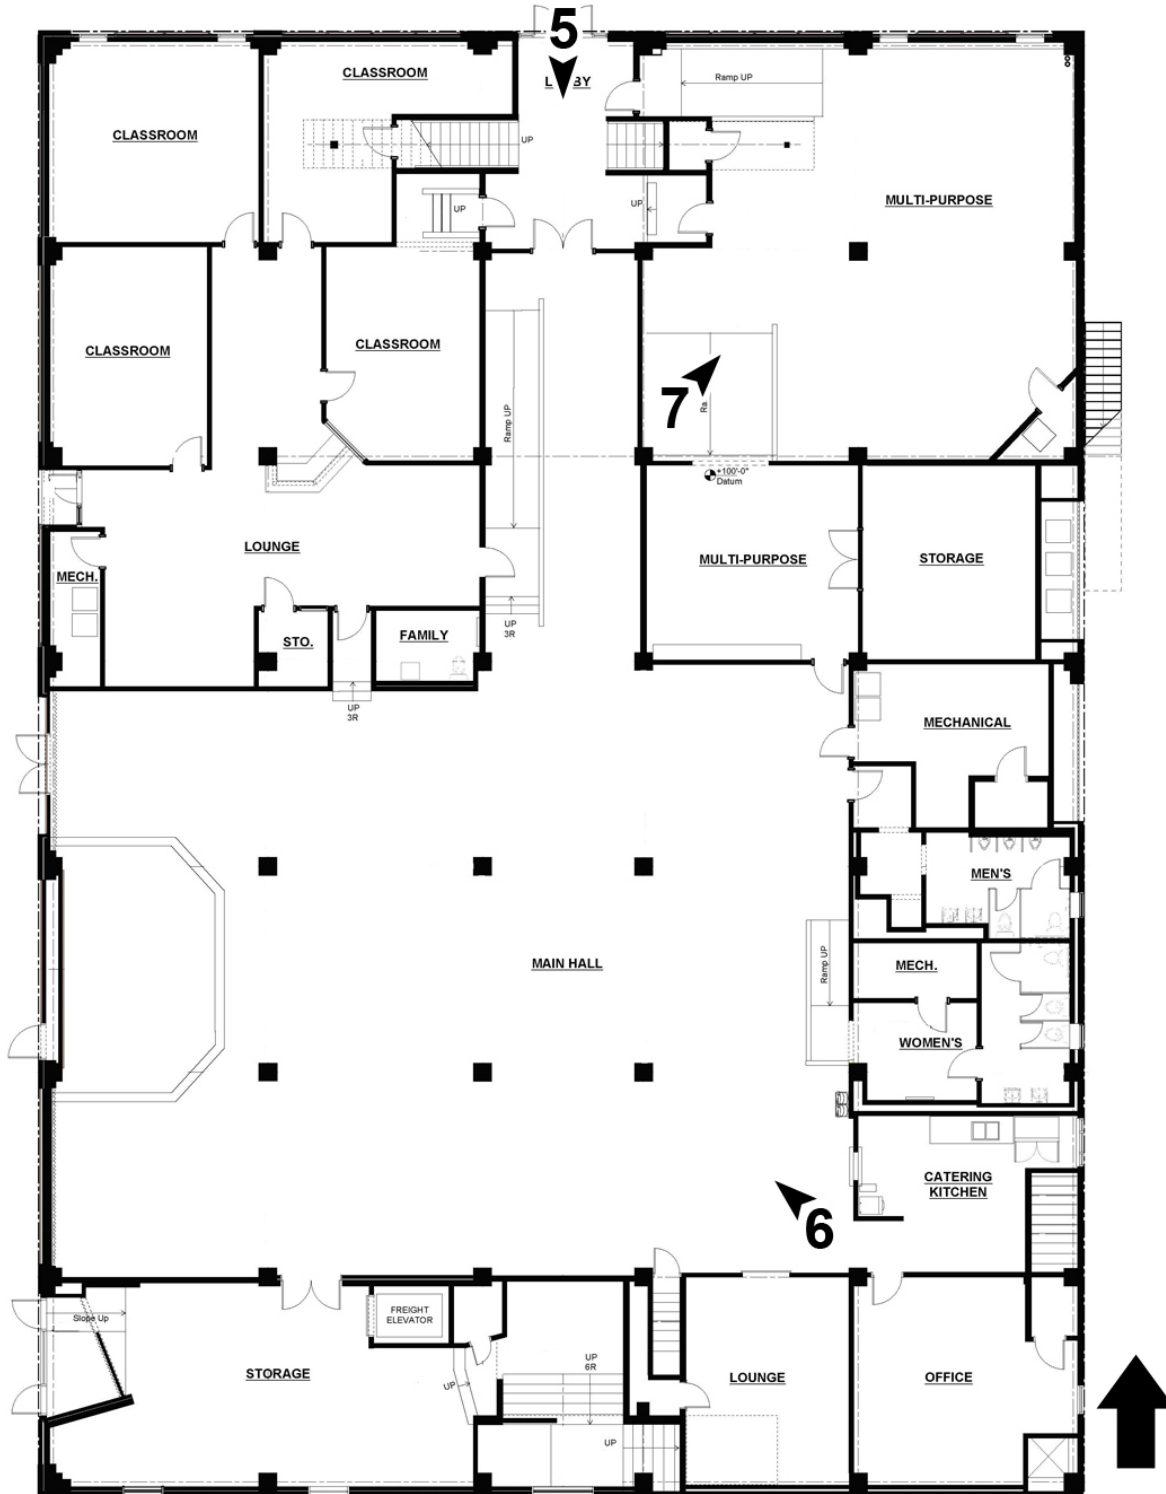 5
L BY
CLASSROOM
Ramp UP
CLASSROOM
UP
MULTI-PURPOSE
UP
UP
CLASSROOM
CLASSROOM
7
Ra
Ramp UP
+100'-0"
Datum
LOUNGE
MULTI-PURPOSE
STORAGE
MECH.
UP
3R
FAMILY
STO.
UP
3R
MECHANICAL
MEN'S
MAIN HALL
Ramp UP
MECH.
WOMEN'S
CATERING
KITCHEN
6
FREIGHT
ELEVATOR
Slope Up
UP
6R
STORAGE
UP
LOUNGE
OFFICE
UP